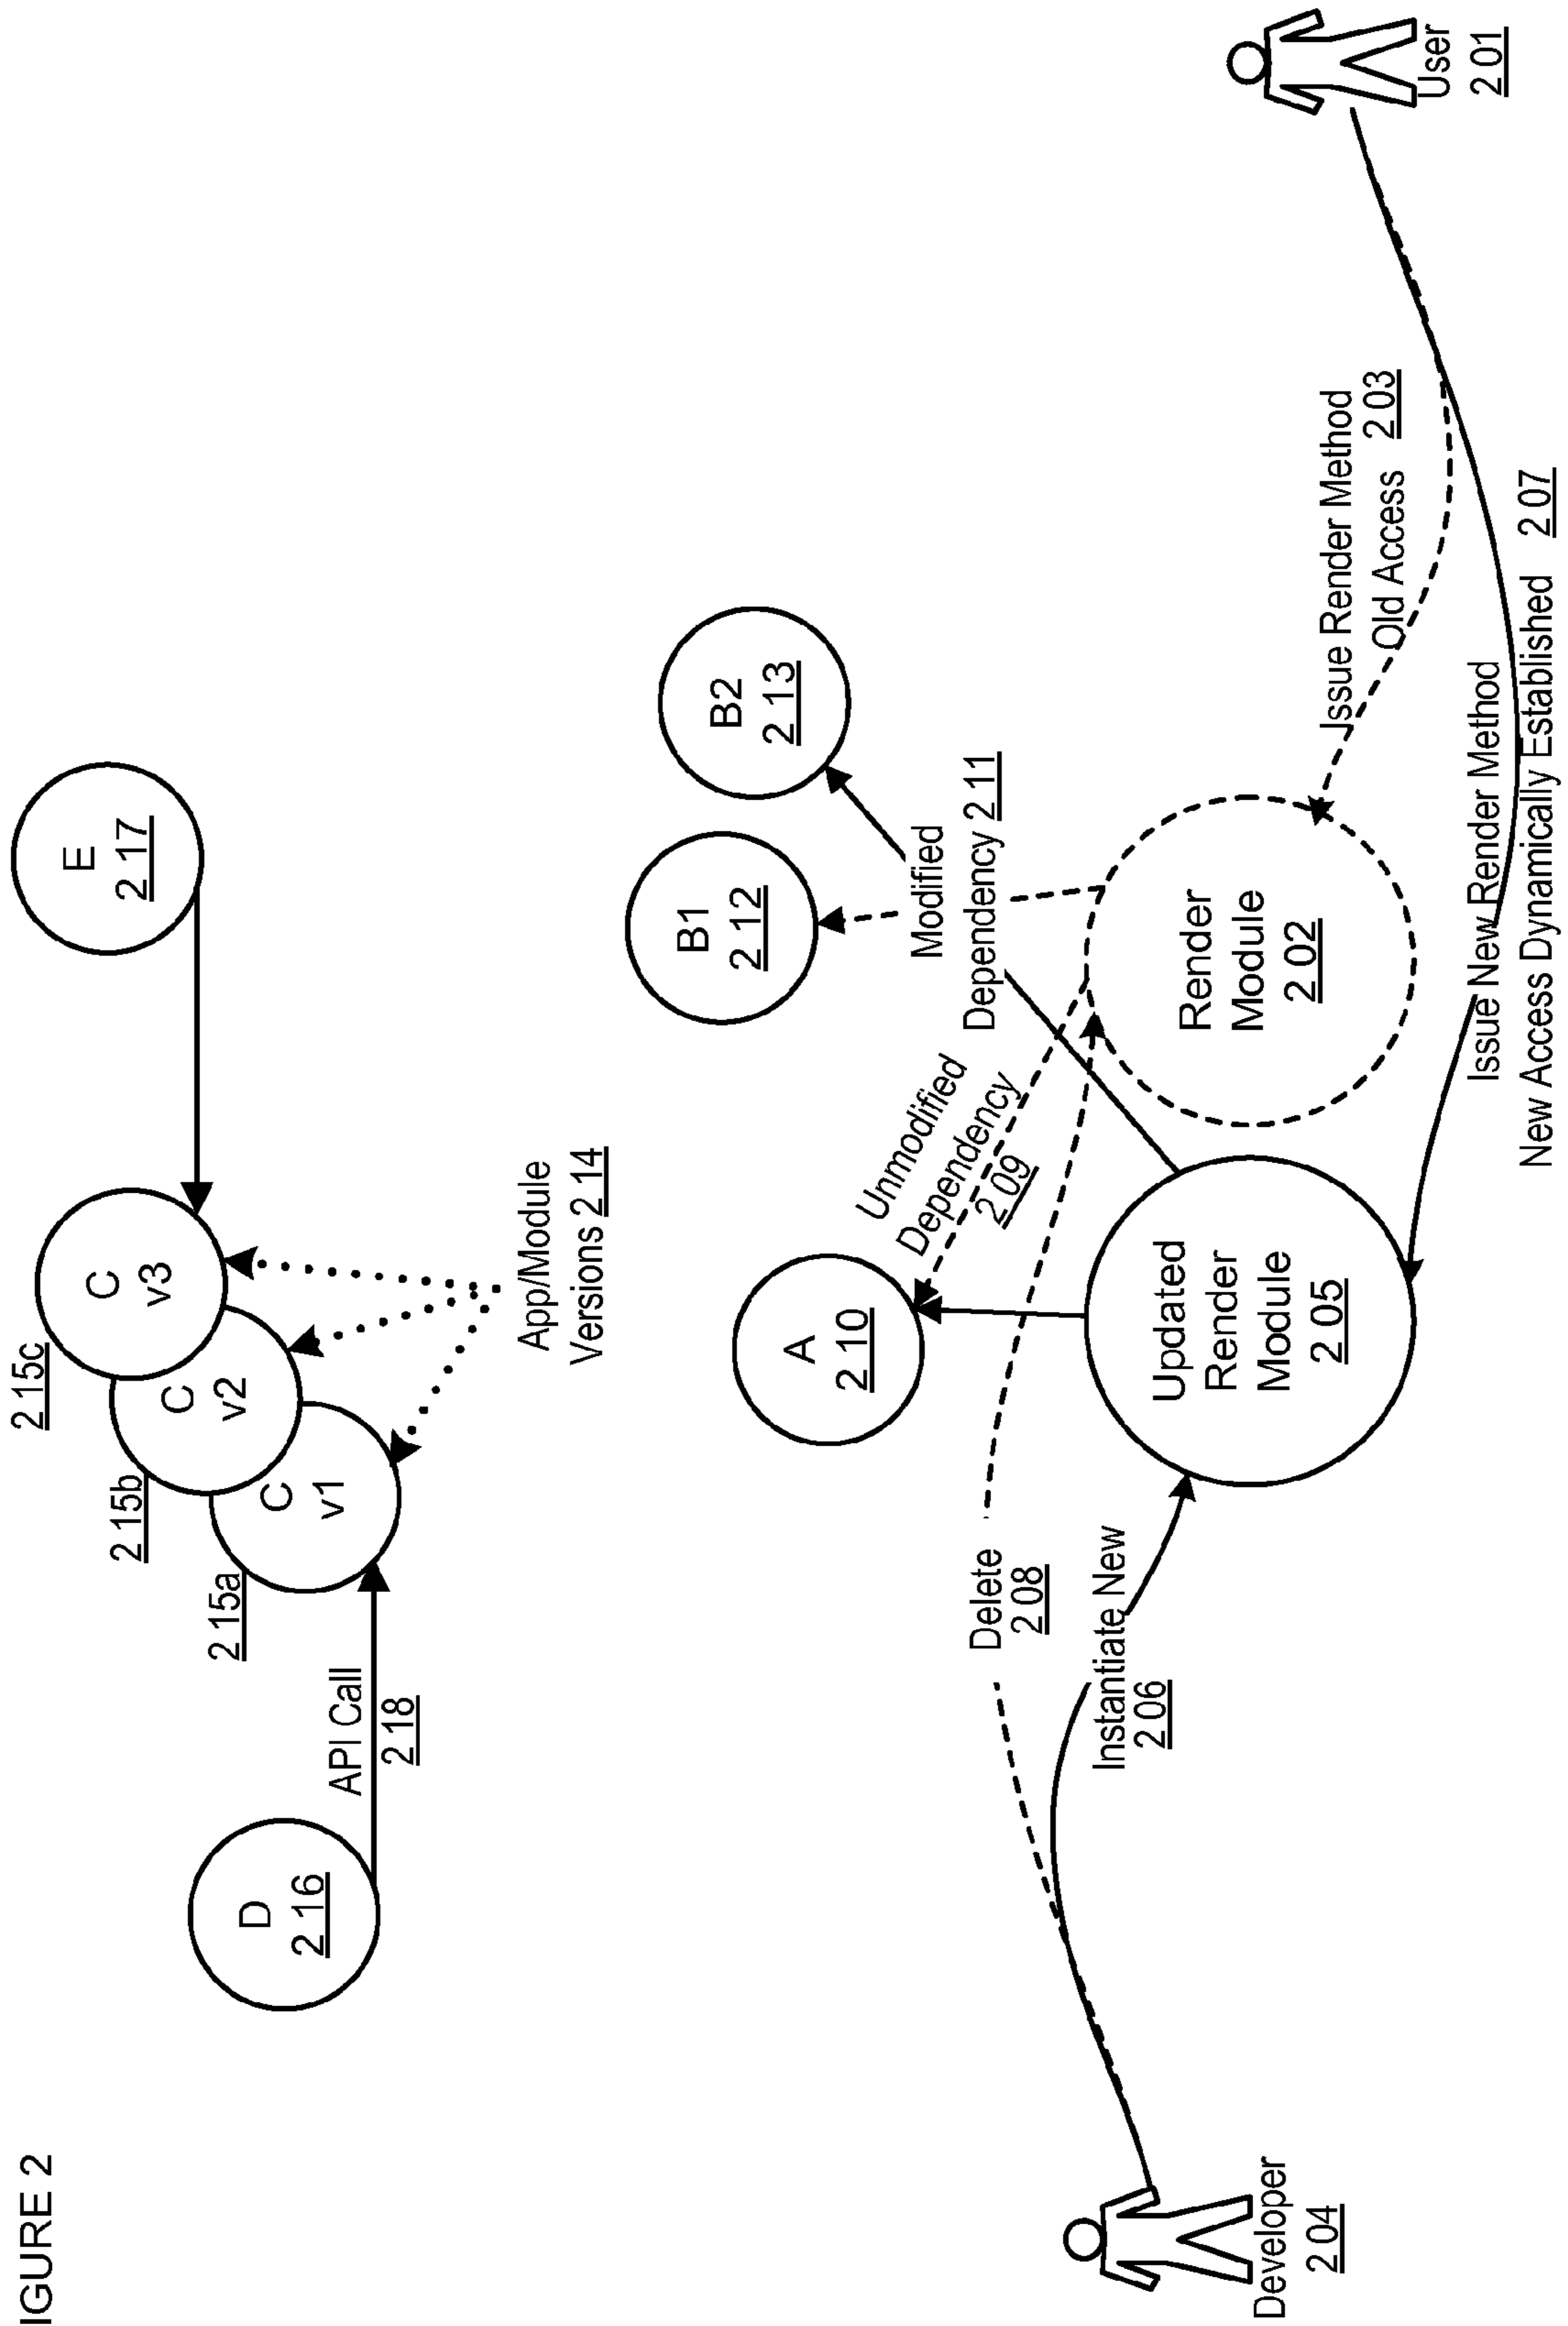 IGURE 2
D
2 16
API Call
2 18
2 15a
2 15b
2 15c
C
v1
C
v2
C
v3
E
2 17
App/Module
Versions 2 14
A
2 10
B1
2 12
B2
2 13
Unmodified
Dependency
2 09
Modified
Dependency 2 11
Delete
2 08
Instantiate New
2 06
Updated
Render
Module
2 05
Render
Module
2 02
Issue Render Method
Old Access 2 03
Issue New Render Method
New Access Dynamically Established 2 07
Developer
2 04
User
2 01